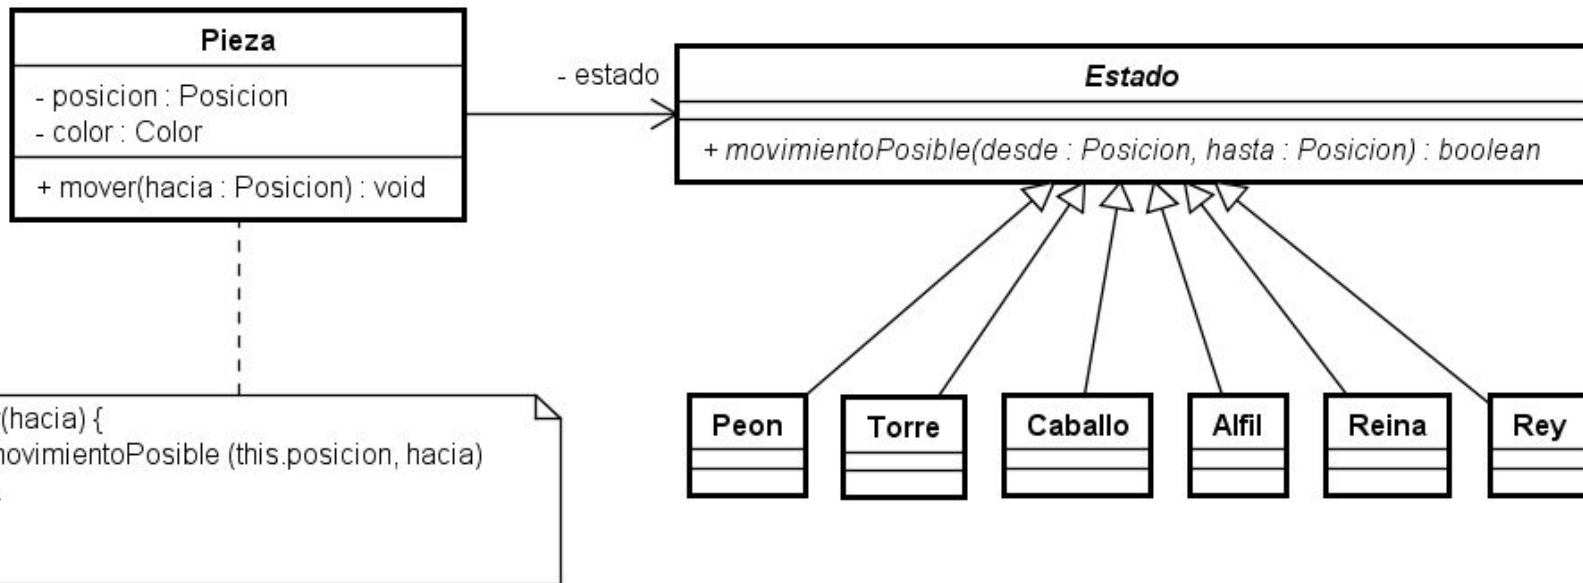 Pieza
- posicion : Posicion
- color : Color
+ mover(hacia : Posicion) : void
- estado
Estado
+ movimientoPosible(desde : Posicion, hasta : Posicion) : boolean
(hacia) {
movimientoPosible (this.posicion, hacia)
Peon
Torre
Caballo
Alfil
Reina
Rey